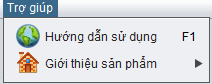 Trợ giúp
Hướng dẫn sử dụng F1
Giới thiệu sản phẩm